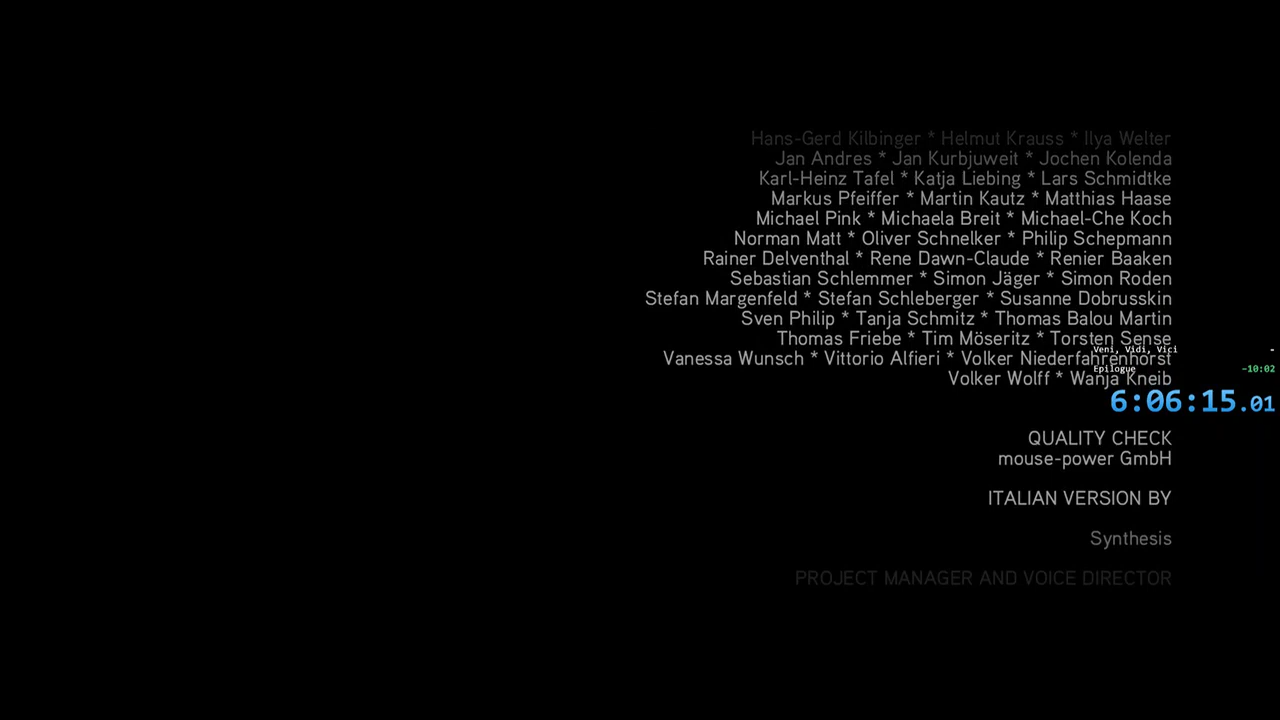 Hans-Gerd Kilbinger * Helmut Krauss * Ilya Welter
Jan Andres * Jan Kurbjuweit * Jochen Kolenda
Karl-Heinz Tafel * Katja Liebing * Lars Schmidtke
Markus Pfeiffer * Martin Kautz * Matthias Haase
Michael Pink * Michaela Breit * Michael-Che Koch
Norman Matt * Oliver Schnelker * Philip Schepmann
Rainer Delventhal * Rene Dawn-Claude * Renier Baaken
Sebastian Schlemmer * Simon Jäger * Simon Roden
Stefan Margenfeld * Stefan Schleberger * Susanne Dobrusskin
Sven Philip * Tanja Schmitz * Thomas Balou Martin
Thomas Friebe * Tim Möseritz * Torsten Sense
Veni, Vidi, Vici -
Vanessa Wunsch * Vittorio Alfieri * Volker Niederfahrenhorst
Epilogue -10:02
Volker Wolff * Wanja Kneib
6:06:15.01
QUALITY CHECK
mouse-power GmbH
ITALIAN VERSION BY
Synthesis
PROJECT MANAGER AND VOICE DIRECTOR